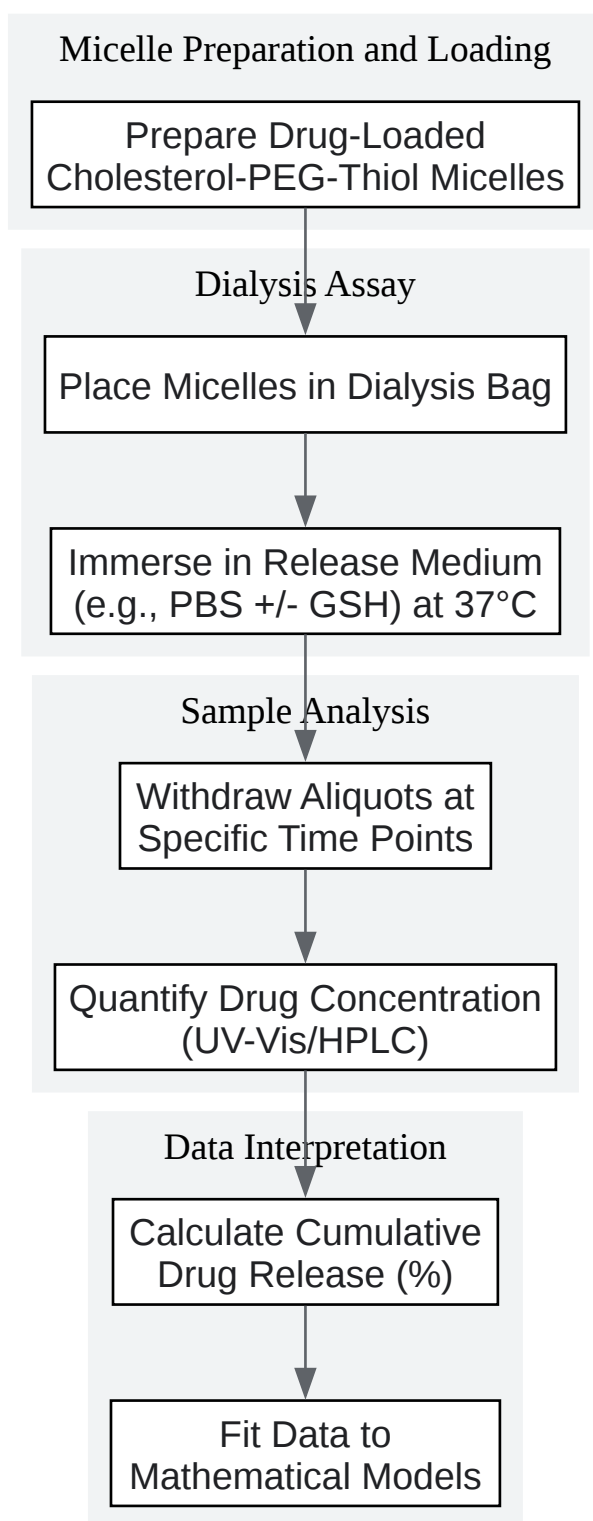 Micelle Preparation and Loading
Prepare Drug-Loaded
Cholesterol-PEG-Thiol Micelles
Dialysis Assay
Place Micelles in Dialysis Bag
Immerse in Release Medium
(e.g., PBS +/- GSH) at 37°C
Sample Analysis
Withdraw Aliquots at
Specific Time Points
Quantify Drug Concentration
(UV-Vis/HPLC)
Data Interpretation
Calculate Cumulative
Drug Release (%)
Fit Data to
Mathematical Models